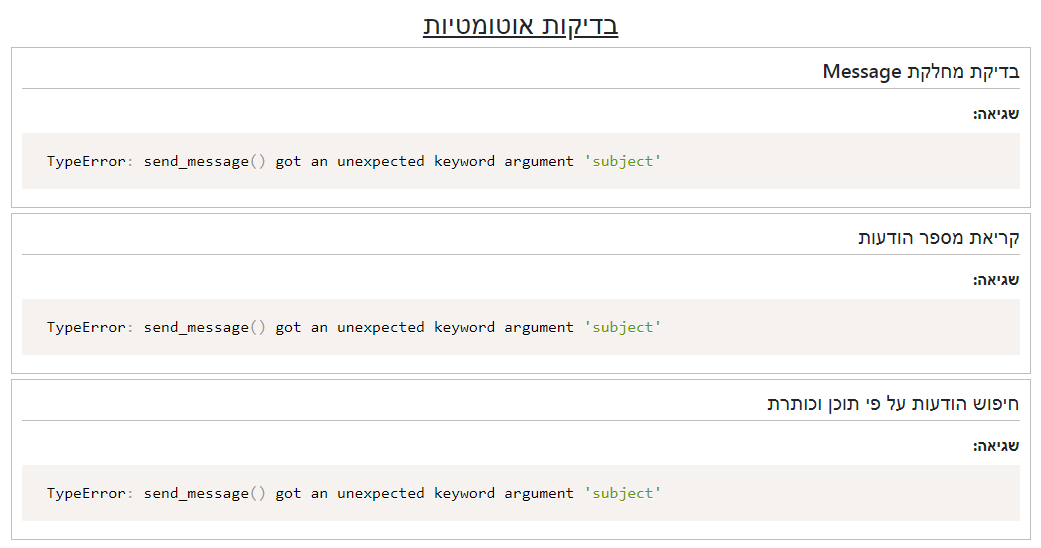 בדיקות אוטומטיות
בדיקת מחלקת Message
שגיאה:
TypeError: send_message() got an unexpected keyword argument 'subject'
קריאת מספר הודעות
שגיאה:
TypeError: send_message() got an unexpected keyword argument 'subject'
חיפוש הודעות על פי תוכן וכותרת
שגיאה:
TypeError: send_message() got an unexpected keyword argument 'subject'